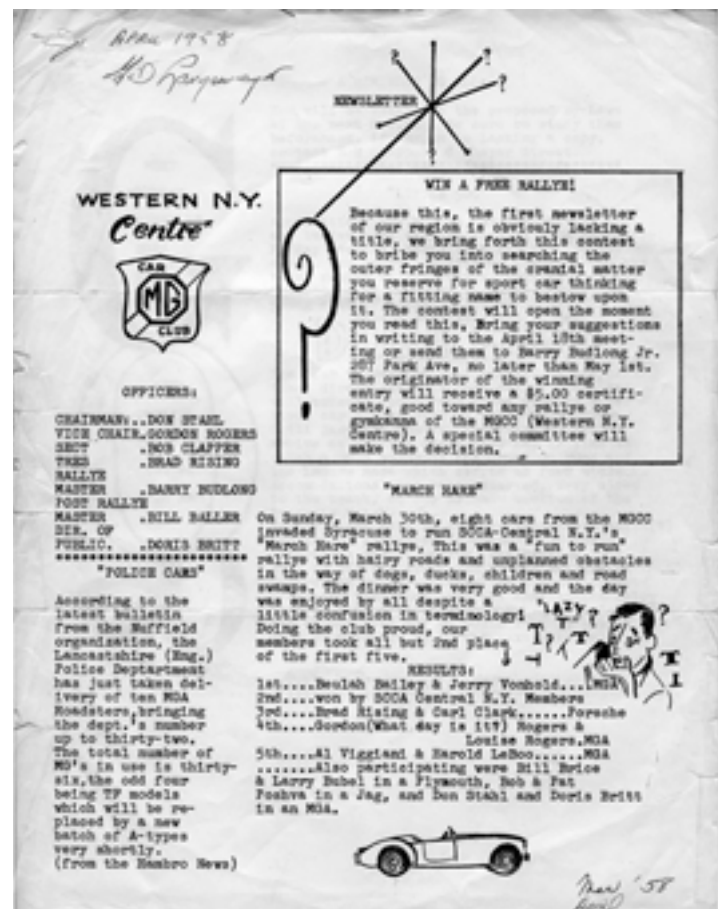 APRIL 1958
NEWSLETTER
? ? ? ?
WESTERN N.Y.
Centre
CAR
MG
CLUB
WIN A FREE RALLYE!
Because this, the first newsletter
of our region is obviouly lacking a
title, we bring forth this contest
to bribe you into searching the
outer fringes of the cranial matter
you reserve for sport car thinking
for a fitting name to bestow upon
it. The contest will open the moment
you read this, Bring your suggestions
in writing to the April 18th meet-
ing or send them to Barry Budlong Jr.
207 Park Ave, no later than May 1st.
The originator of the winning
entry will receive a $5.00 certifi-
cate, good toward any rallye or
gymkanna of the MGCC (Western N.Y.
Centre). A special committee will
make the decision.
OFFICERS:
CHAIRMAN:..DON STAHL
VICE CHAIR.GORDON ROGERS
SECT .BOB CLAPPER
TRES .BRAD RISING
RALLYE
MASTER .BARRY BUDLONG
POST RALLYE
MASTER .BILL BALLER
DIR. OF
PUBLIC. .DORIS BRITT
"POLICE CARS"
According to the
latest bulletin
from the Nuffield
organization, the
Lancastshire (Eng.)
Police Deptartment
has just taken del-
ivery of ten MGA
Roadsters,bringing
the dept.'s number
up to thirty-two.
The total number of
MG's in use is thirty-
six,the odd four
being TF models
which will be re-
placed by a new
batch of A-types
very shortly.
(from the Hambro News)
"MARCH HARE"
On Sunday, March 30th, eight cars from the MGCC
invaded Syracuse to run SCCA-Central N.Y.'s
"March Hare" rallye, This was a "fun to run"
rallye with hairy roads and unplanned obstacles
in the way of dogs, ducks, children and road
swamps. The dinner was very good and the day
was enjoyed by all despite a
little confusion in terminology!
Doing the club proud, our
members took all but 2nd place
of the first five.
"LAZY T"
? T? T ? T I
RESULTS:
1st....Beulah Bailey & Jerry Vonhold...MGA
2nd....won by SCCA Central N.Y. Members
3rd....Brad Rising & Carl Clark......Porsche
4th....Gordon(What day is it?) Rogers &
Louise Rogers.MGA
5th....Al Viggiani & Harold LeBoo......MGA
.......Also participating were Bill Brice
& Larry Bubel in a Plymouth, Bob & Pat
Poshva in a Jag, and Don Stahl and Doris Britt
in an MGA.
Mar '58